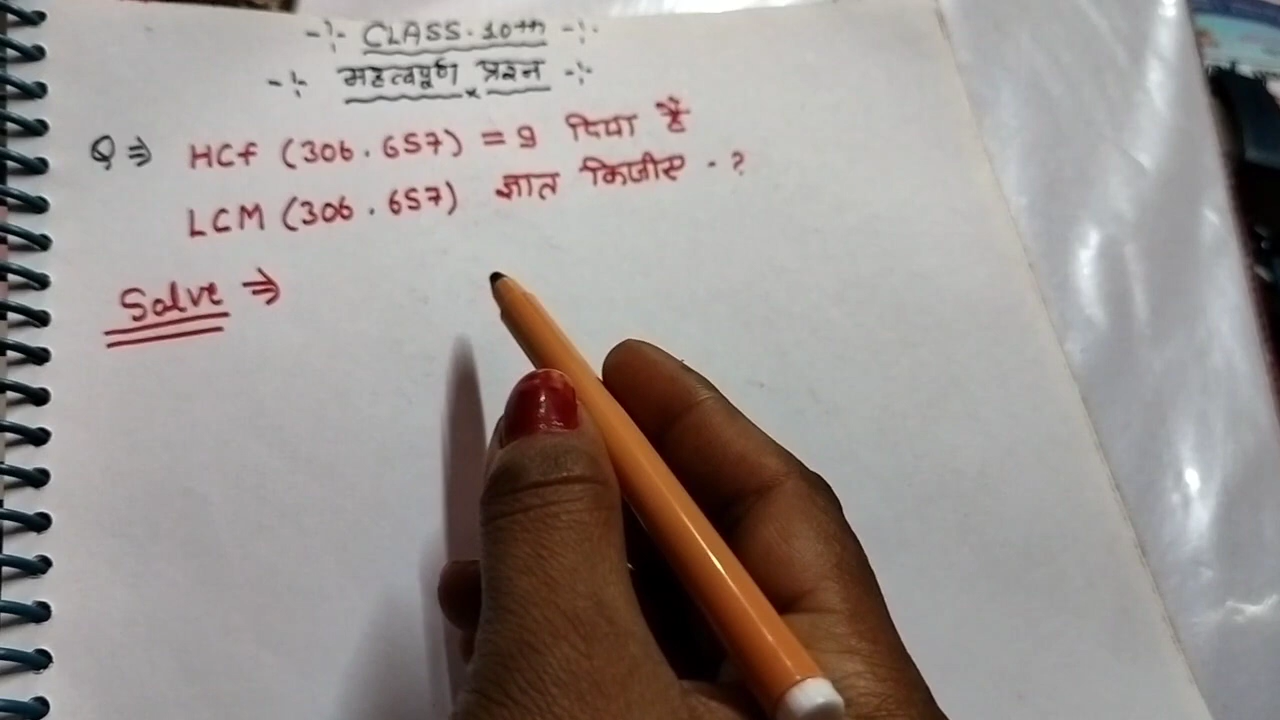 CLASS. 10th
महत्वपूर्ण प्रश्न
Q ⇒ HCf (306.657) = 9 दिया है
LCM (306.657) ज्ञात किजीए - ?
Solve ⇒